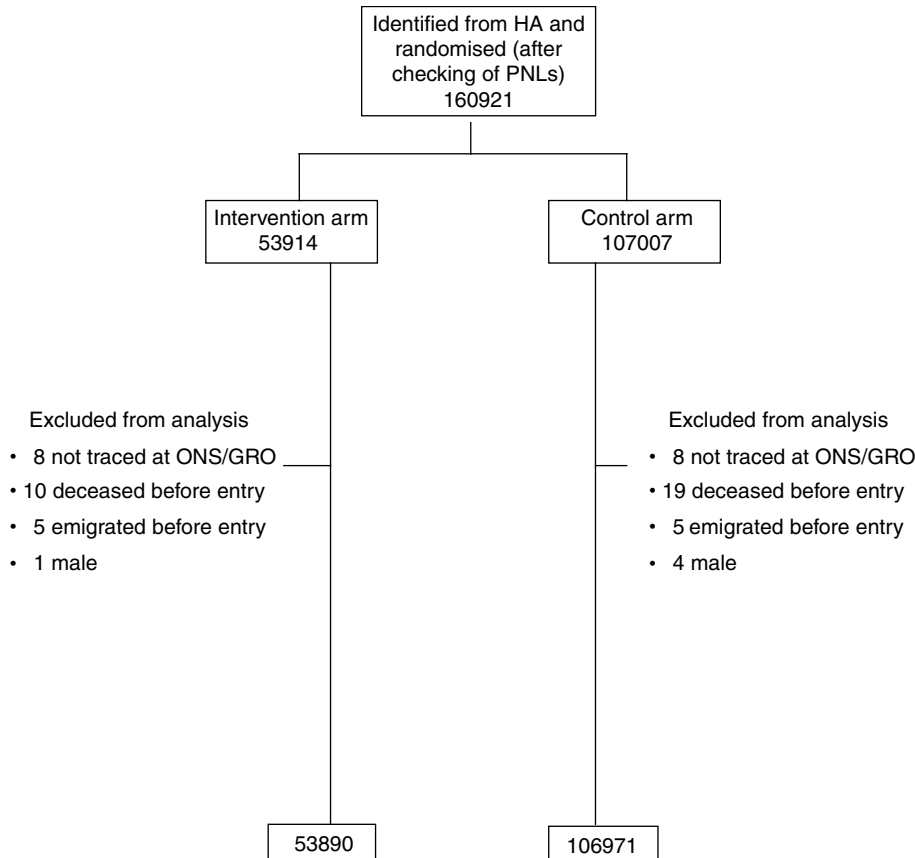 Identified from HA and
randomised (after
checking of PNLs)
160921
Intervention arm
53914
Control arm
107007
Excluded from analysis
• 8 not traced at ONS/GRO
• 10 deceased before entry
• 5 emigrated before entry
• 1 male
Excluded from analysis
• 8 not traced at ONS/GRO
• 19 deceased before entry
• 5 emigrated before entry
• 4 male
53890
106971